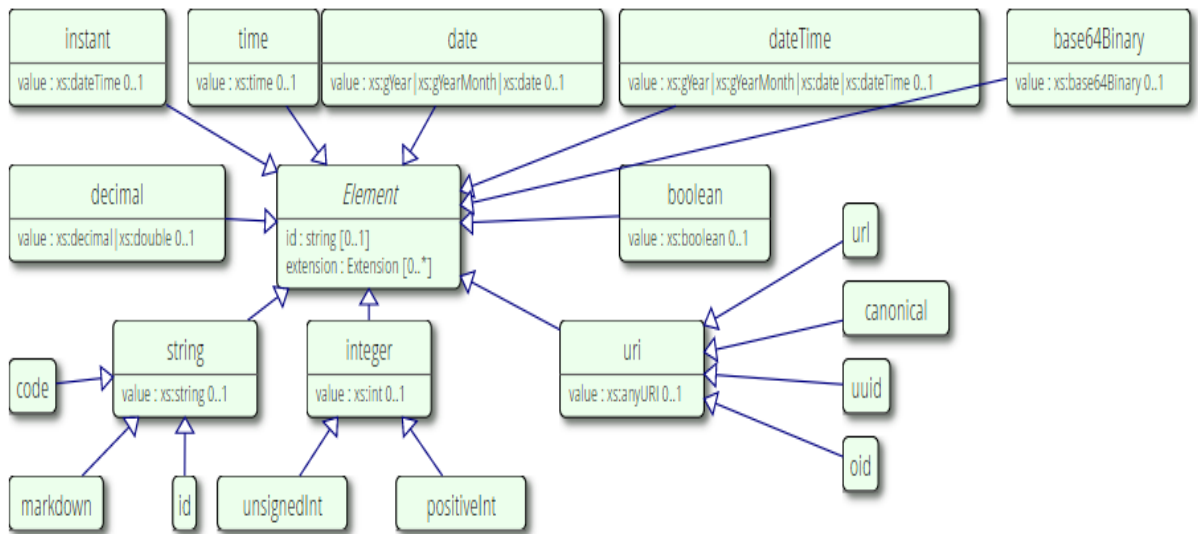 instant
value : xs:dateTime 0..1
time
value : xs:time 0..1
date
value : xs:gYear|xs:gYearMonth|xs:date 0..1
dateTime
value : xs:gYear|xs:gYearMonth|xs:date|xs:dateTime 0..1
base64Binary
value : xs:base64Binary 0..1
decimal
value : xs:decimal|xs:double 0..1
Element
id : string [0..1]
extension : Extension [0..*]
boolean
value : xs:boolean 0..1
url
canonical
string
value : xs:string 0..1
integer
value : xs:int 0..1
uri
value : xs:anyURI 0..1
code
uuid
oid
markdown
id
unsignedInt
positiveInt